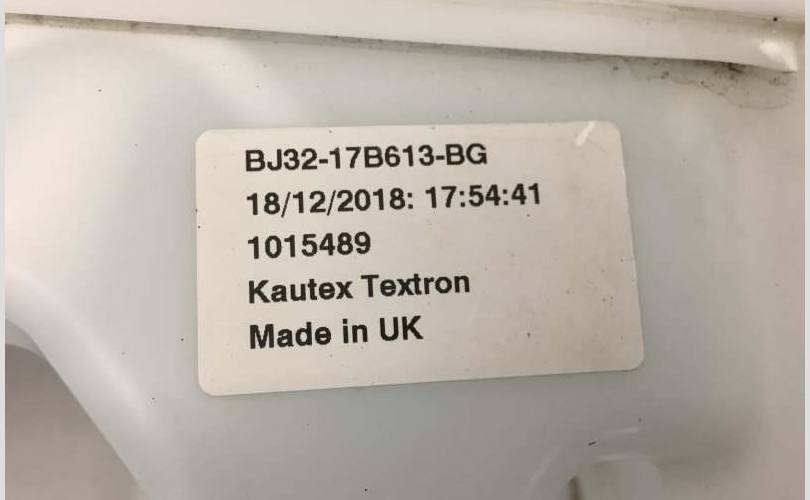 BJ32-17B613-BG
18/12/2018: 17:54:41
1015489
Kautex Textron
Made in UK